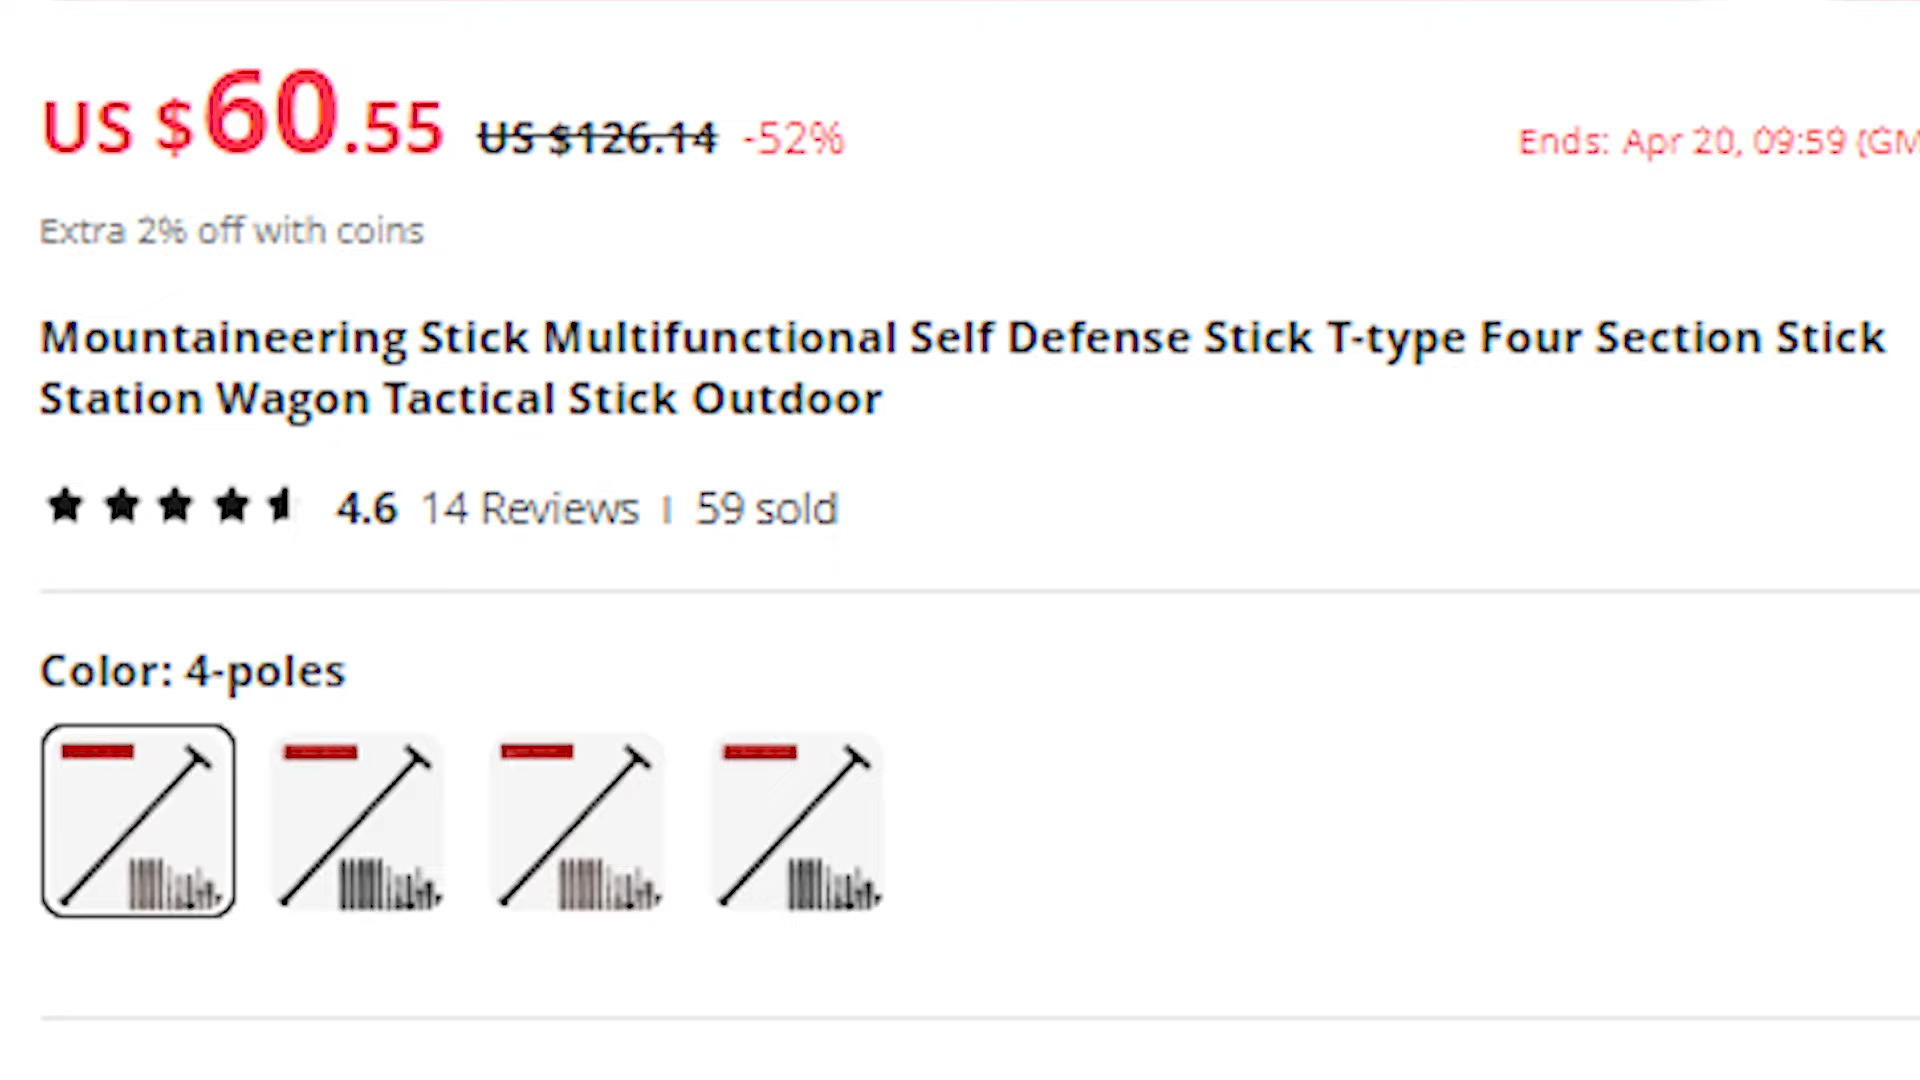 US $60.55 US $126.14 -52% Ends: Apr 20, 09:59 (GM
Extra 2% off with coins
Mountaineering Stick Multifunctional Self Defense Stick T-type Four Section Stick
Station Wagon Tactical Stick Outdoor
4.6 14 Reviews | 59 sold
Color: 4-poles